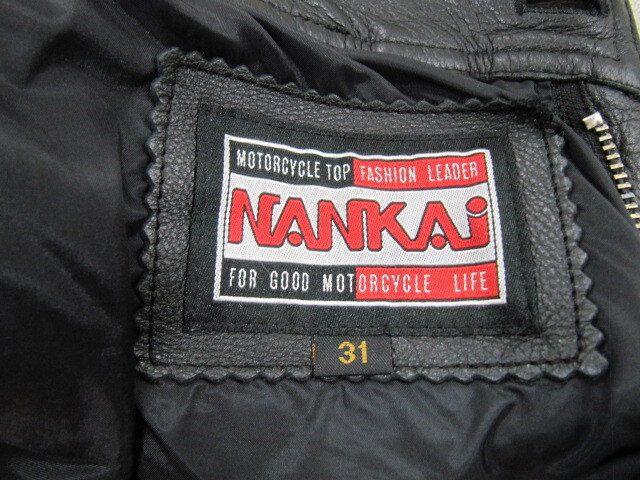 MOTORCYCLE TOP FASHION LEADER
NANKAi
FOR GOOD MOTORCYCLE LIFE
31